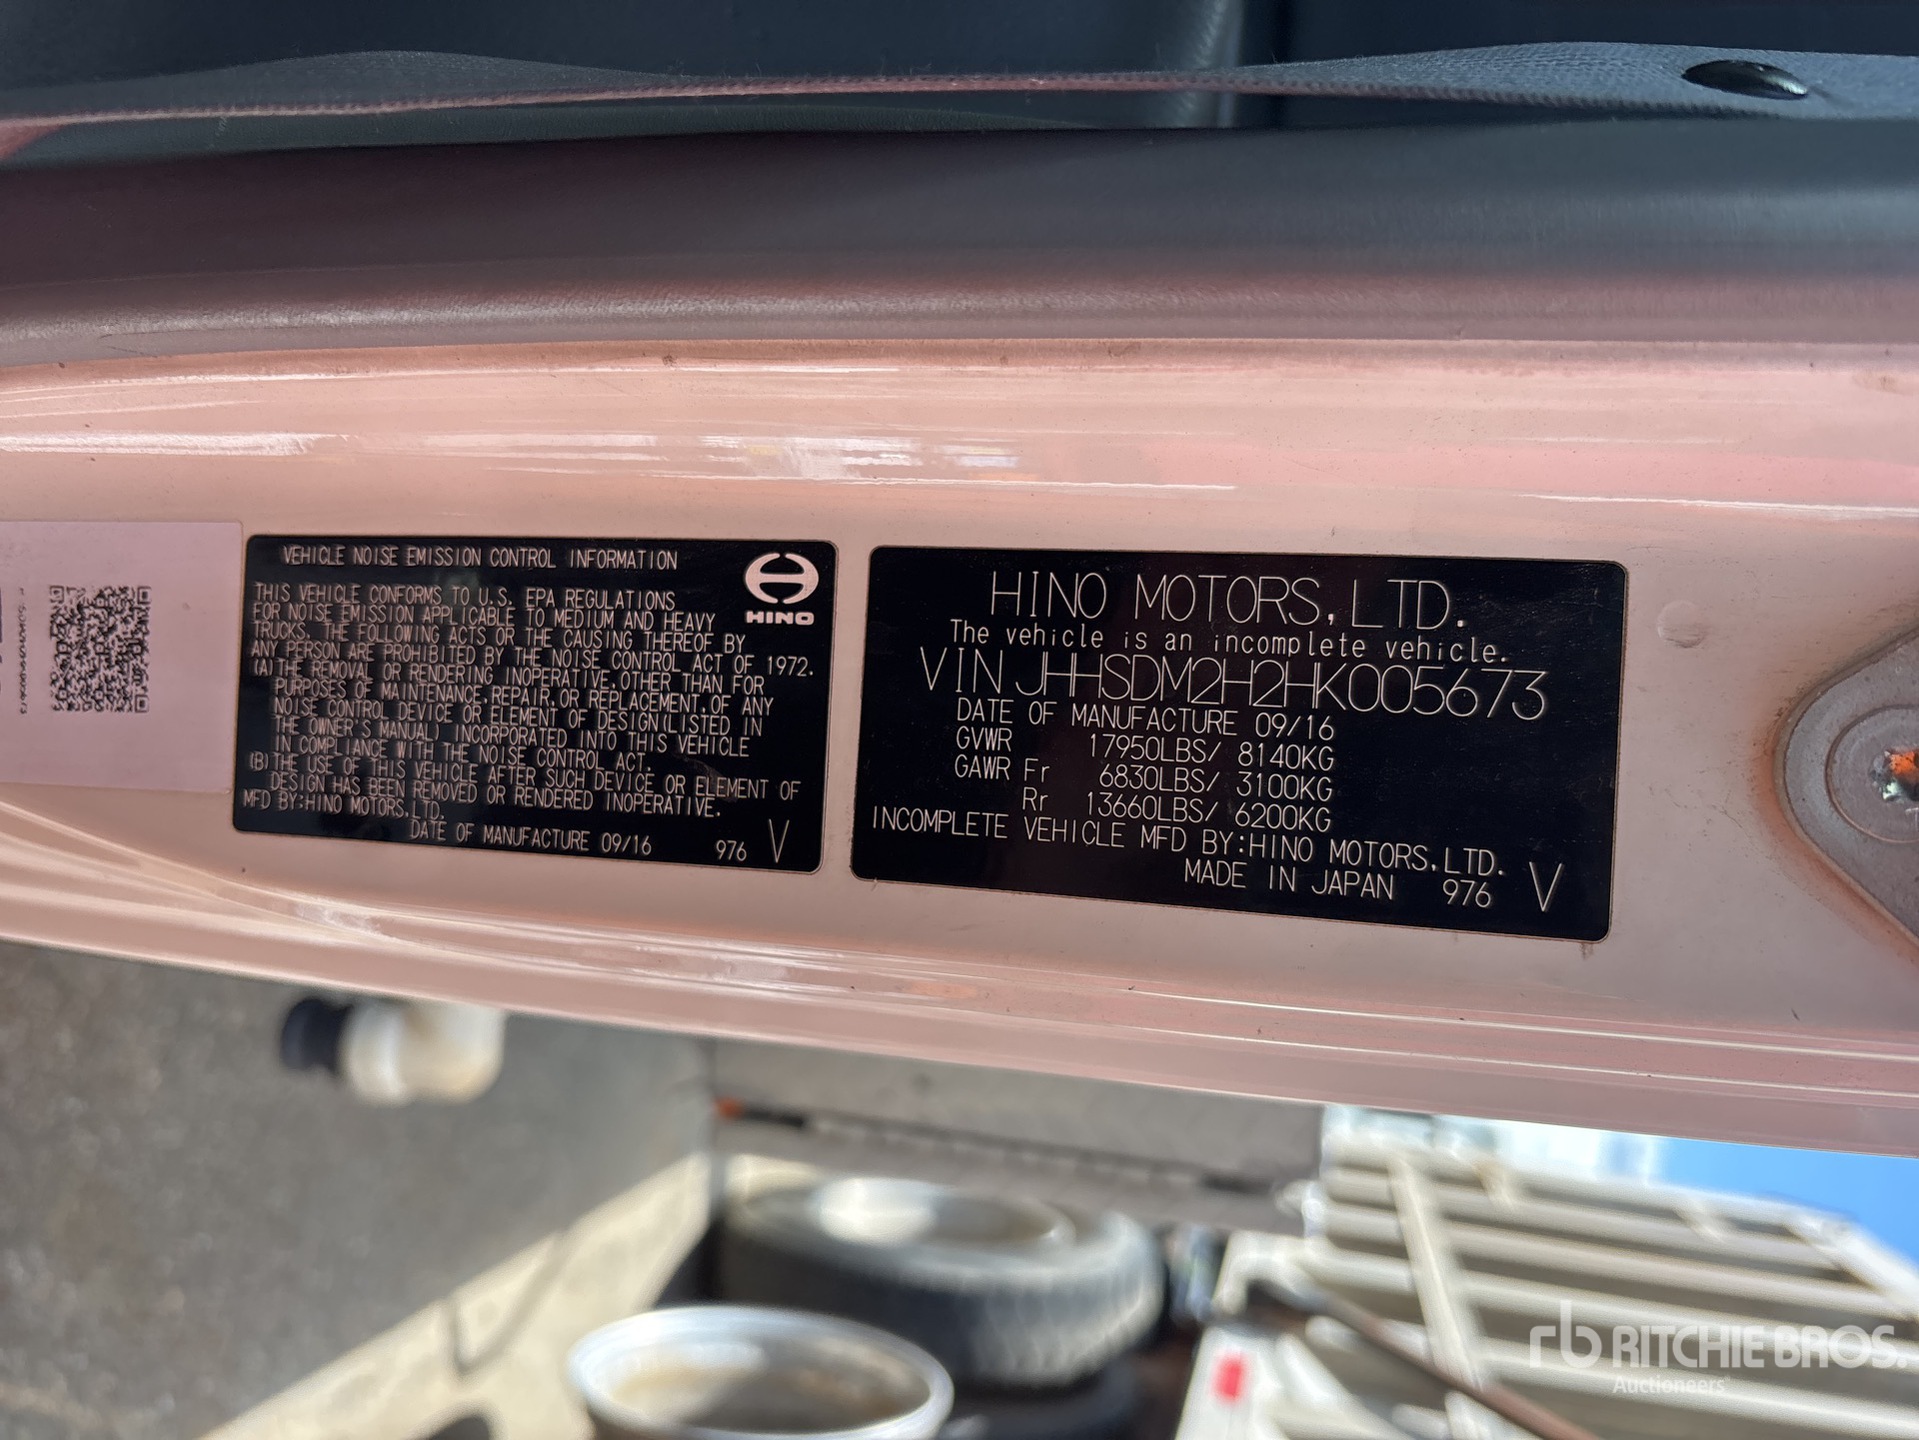 VEHICLE NOISE EMISSION CONTROL INFORMATION
HINO
THIS VEHICLE CONFORMS TO U.S. EPA REGULATIONS
FOR NOISE EMISSION APPLICABLE TO MEDIUM AND HEAVY
TRUCKS. THE FOLLOWING ACTS OR THE CAUSING THEREOF BY
ANY PERSON ARE PROHIBITED BY THE NOISE CONTROL ACT OF 1972.
(A) THE REMOVAL OR RENDERING INOPERATIVE, OTHER THAN FOR
PURPOSES OF MAINTENANCE, REPAIR, OR REPLACEMENT, OF ANY
NOISE CONTROL DEVICE OR ELEMENT OF DESIGN (LISTED IN
THE OWNER'S MANUAL) INCORPORATED INTO THIS VEHICLE
IN COMPLIANCE WITH THE NOISE CONTROL ACT.
(B) THE USE OF THIS VEHICLE AFTER SUCH DEVICE OR ELEMENT OF
DESIGN HAS BEEN REMOVED OR RENDERED INOPERATIVE.
MFD BY:HINO MOTORS,LTD.
DATE OF MANUFACTURE 09/16 976 V
HINO MOTORS,LTD.
The vehicle is an incomplete vehicle.
VIN JHHSDM2H2HK005673
DATE OF MANUFACTURE 09/16
GVWR 17950LBS/ 8140KG
GAWR Fr 6830LBS/ 3100KG
Rr 13660LBS/ 6200KG
INCOMPLETE VEHICLE MFD BY:HINO MOTORS,LTD.
MADE IN JAPAN 976 V
rb RITCHIE BROS.
Auctioneers